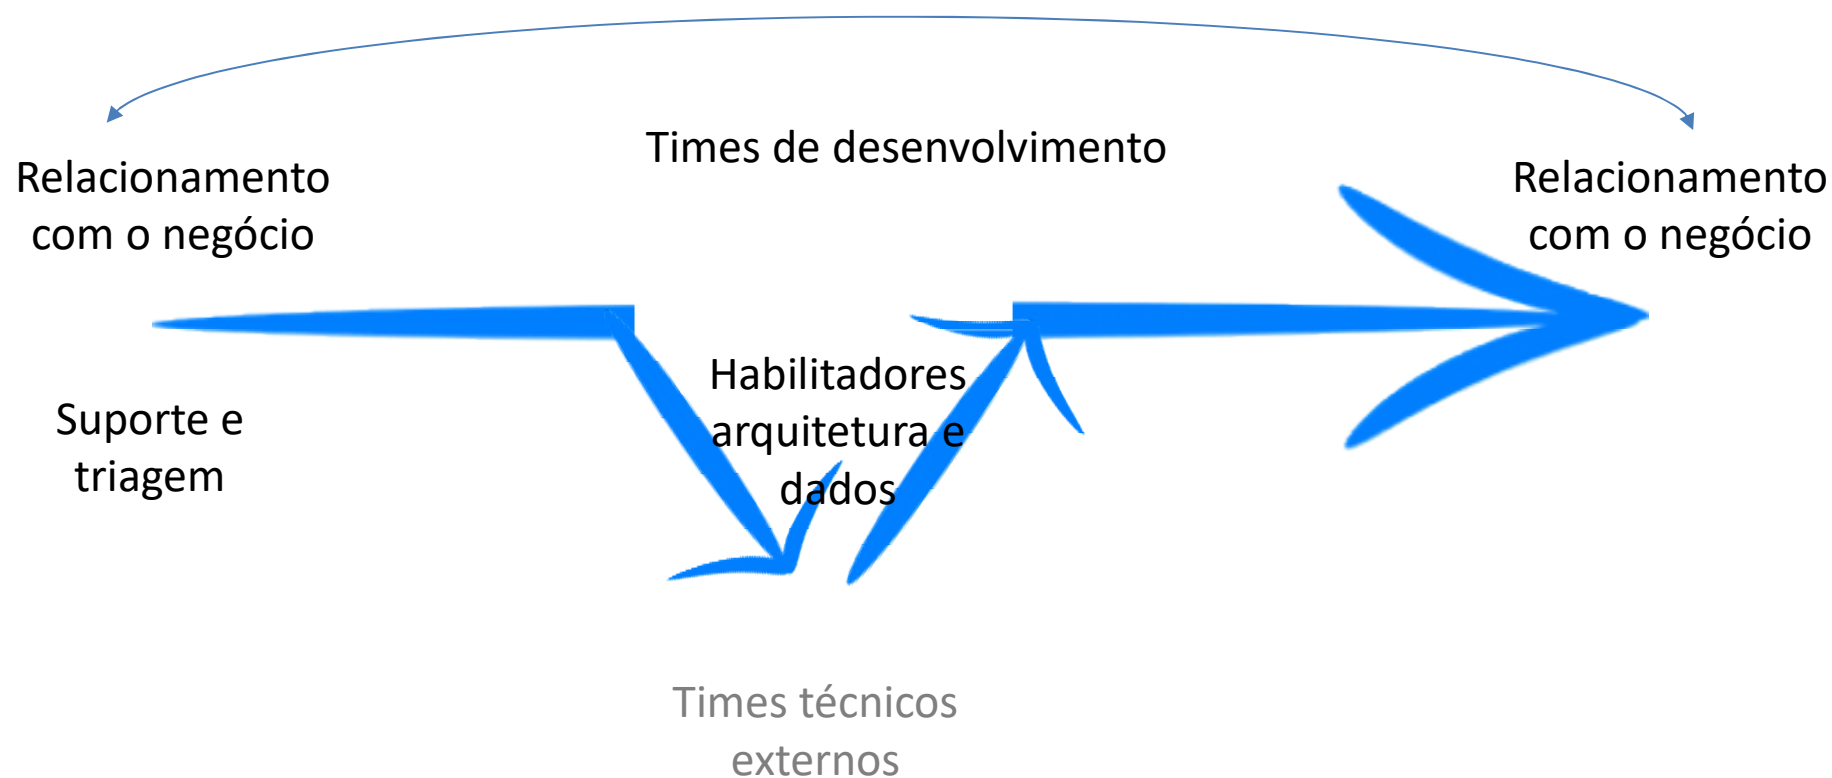 Times de desenvolvimento
Relacionamento
com o negócio
Relacionamento
com o negócio
Habilitadores
arquitetura e
dados
Suporte e
triagem
Times técnicos
externos